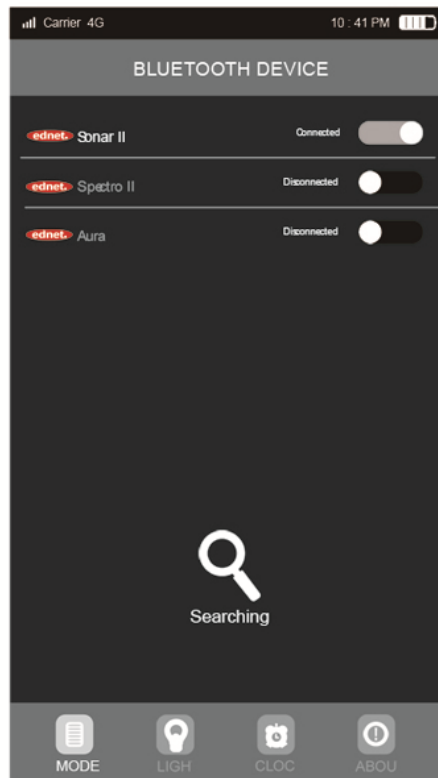 Carrier 4G 10 : 41 PM
BLUETOOTH DEVICE
ednet. Sonar II Connected
ednet. Spectro II Disconnected
ednet. Aura Disconnected
Searching
MODE LIGH CLOC ABOU